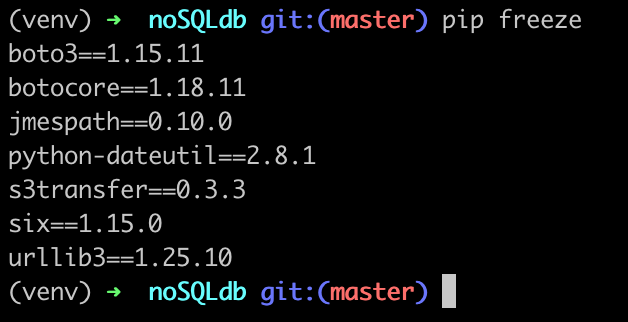 (venv) ➜ noSQLdb git:(master) pip freeze
boto3==1.15.11
botocore==1.18.11
jmespath==0.10.0
python-dateutil==2.8.1
s3transfer==0.3.3
six==1.15.0
urllib3==1.25.10
(venv) ➜ noSQLdb git:(master)